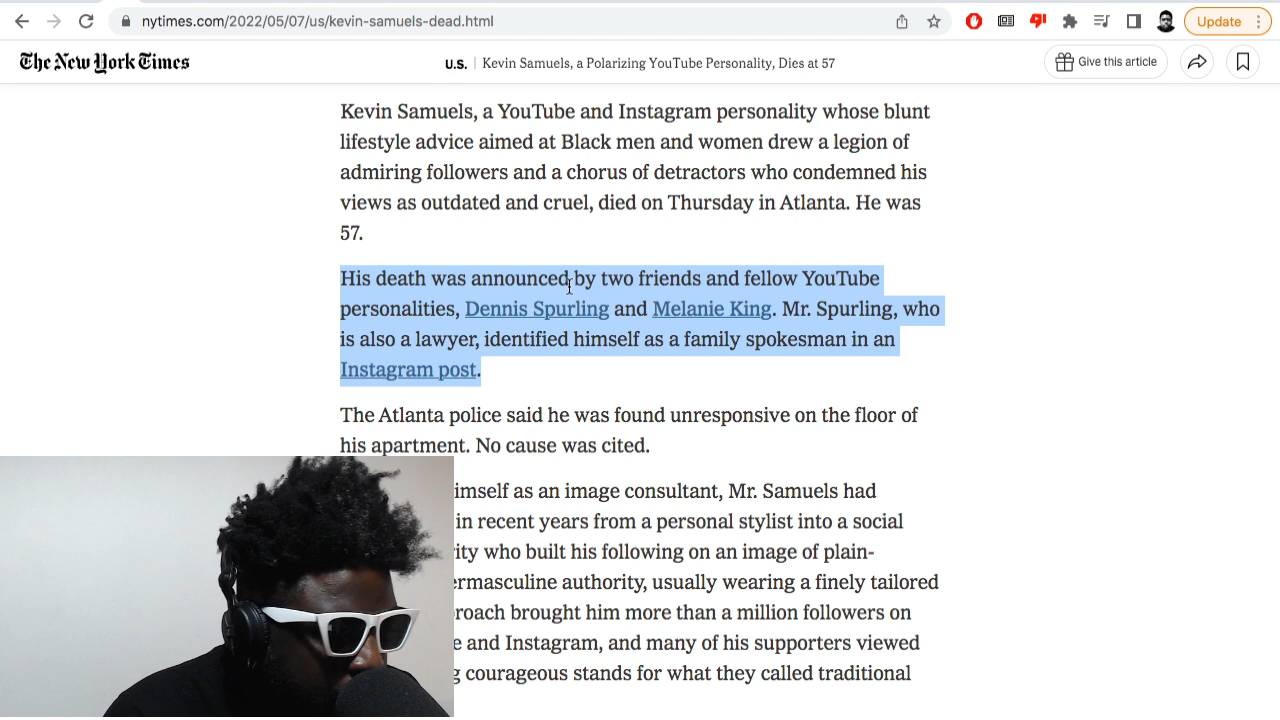 nytimes.com/2022/05/07/us/kevin-samuels-dead.html
Update
The New York Times
U.S. | Kevin Samuels, a Polarizing YouTube Personality, Dies at 57
Give this article
Kevin Samuels, a YouTube and Instagram personality whose blunt
lifestyle advice aimed at Black men and women drew a legion of
admiring followers and a chorus of detractors who condemned his
views as outdated and cruel, died on Thursday in Atlanta. He was
57.
His death was announced by two friends and fellow YouTube
personalities, Dennis Spurling and Melanie King. Mr. Spurling, who
is also a lawyer, identified himself as a family spokesman in an
Instagram post.
The Atlanta police said he was found unresponsive on the floor of
his apartment. No cause was cited.
imself as an image consultant, Mr. Samuels had
in recent years from a personal stylist into a social
ity who built his following on an image of plain-
ermasculine authority, usually wearing a finely tailored
roach brought him more than a million followers on
e and Instagram, and many of his supporters viewed
g courageous stands for what they called traditional